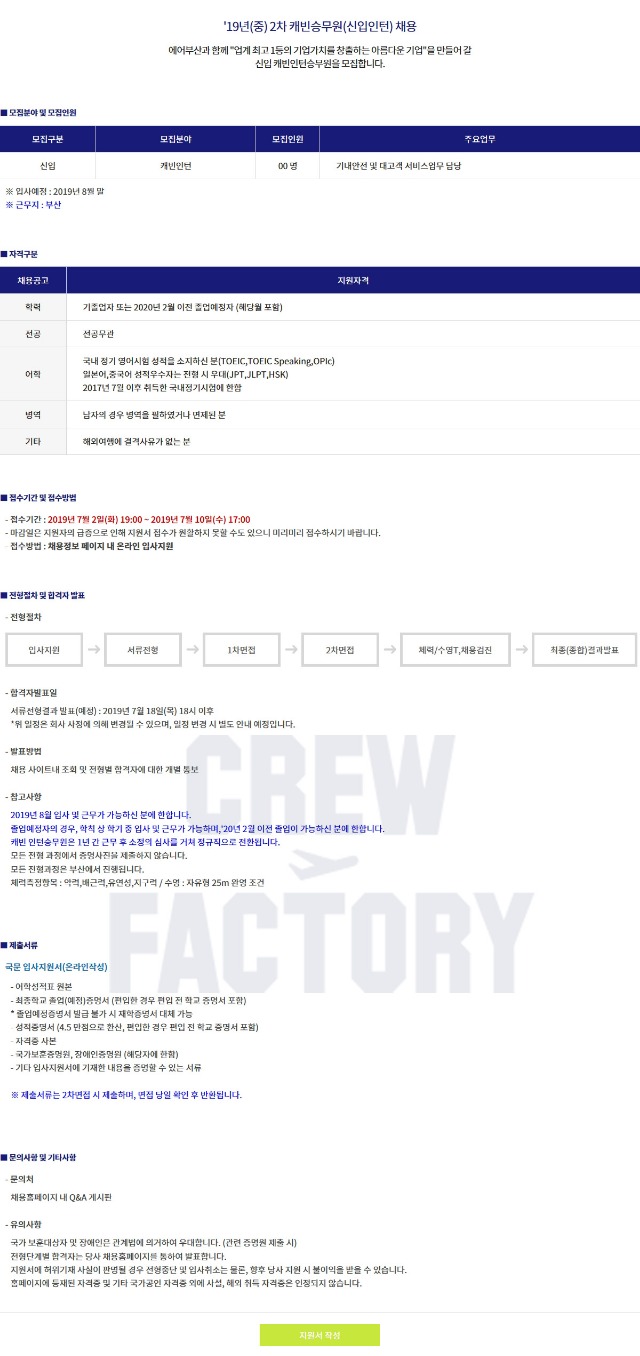 '19년(중) 2차 캐빈승무원(신입인턴) 채용
에어부산과 함께 "업계 최고 1등의 기업가치를 창출하는 아름다운 기업"을 만들어 갈
신입 캐빈인턴승무원을 모집합니다.
■ 모집분야 및 모집인원
모집구분 모집분야 모집인원 주요업무
신입 캐빈인턴 00 명 기내안전 및 대고객 서비스업무 담당
※ 입사예정 : 2019년 8월 말
※ 근무지 : 부산
■ 자격구분
채용공고 지원자격
학력 기졸업자 또는 2020년 2월 이전 졸업예정자 (해당월 포함)
전공 전공무관
국내 정기 영어시험 성적을 소지하신 분(TOEIC,TOEIC Speaking,OPIc)
어학 일본어,중국어 성적우수자는 전형 시 우대(JPT,JLPT,HSK)
2017년 7월 이후 취득한 국내정기시험에 한함
병역 남자의 경우 병역을 필하였거나 면제된 분
기타 해외여행에 결격사유가 없는 분
■ 접수기간 및 접수방법
- 접수기간 : 2019년 7월 2일(화) 19:00 ~ 2019년 7월 10일(수) 17:00
- 마감일은 지원자의 급증으로 인해 지원서 접수가 원활하지 못할 수도 있으니 미리미리 접수하시기 바랍니다.
- 접수방법 : 채용정보 페이지 내 온라인 입사지원
■ 전형절차 및 합격자 발표
- 전형절차
입사지원 → 서류전형 → 1차면접 → 2차면접 → 체력/수영T,채용검진 → 최종(종합)결과발표
- 합격자발표일
서류전형결과 발표(예정) : 2019년 7월 18일(목) 18시 이후
*위 일정은 회사 사정에 의해 변경될 수 있으며, 일정 변경 시 별도 안내 예정입니다.
- 발표방법
채용 사이트내 조회 및 전형별 합격자에 대한 개별 통보
- 참고사항
2019년 8월 입사 및 근무가 가능하신 분에 한합니다.
졸업예정자의 경우, 학칙 상 학기 중 입사 및 근무가 가능하며,'20년 2월 이전 졸업이 가능하신 분에 한합니다.
캐빈 인턴승무원은 1년 간 근무 후 소정의 심사를 거쳐 정규직으로 전환됩니다.
모든 전형 과정에서 증명사진을 제출하지 않습니다.
모든 전형과정은 부산에서 진행됩니다.
체력측정항목 : 악력,배근력,유연성,지구력 / 수영 : 자유형 25m 완영 조건
CREW
FACTORY
■ 제출서류
국문 입사지원서(온라인작성)
- 어학성적표 원본
- 최종학교 졸업(예정)증명서 (편입한 경우 편입 전 학교 증명서 포함)
* 졸업예정증명서 발급 불가 시 재학증명서 대체 가능
- 성적증명서 (4.5 만점으로 환산, 편입한 경우 편입 전 학교 증명서 포함)
- 자격증 사본
- 국가보훈증명원, 장애인증명원 (해당자에 한함)
- 기타 입사지원서에 기재한 내용을 증명할 수 있는 서류
※ 제출서류는 2차면접 시 제출하며, 면접 당일 확인 후 반환됩니다.
■ 문의사항 및 기타사항
- 문의처
채용홈페이지 내 Q&A 게시판
- 유의사항
국가 보훈대상자 및 장애인은 관계법에 의거하여 우대합니다. (관련 증명원 제출 시)
전형단계별 합격자는 당사 채용홈페이지를 통하여 발표합니다.
지원서에 허위기재 사실이 판명될 경우 전형중단 및 입사취소는 물론, 향후 당사 지원 시 불이익을 받을 수 있습니다.
홈페이지에 등재된 자격증 및 기타 국가공인 자격증 외에 사설, 해외 취득 자격증은 인정되지 않습니다.
지원서 작성